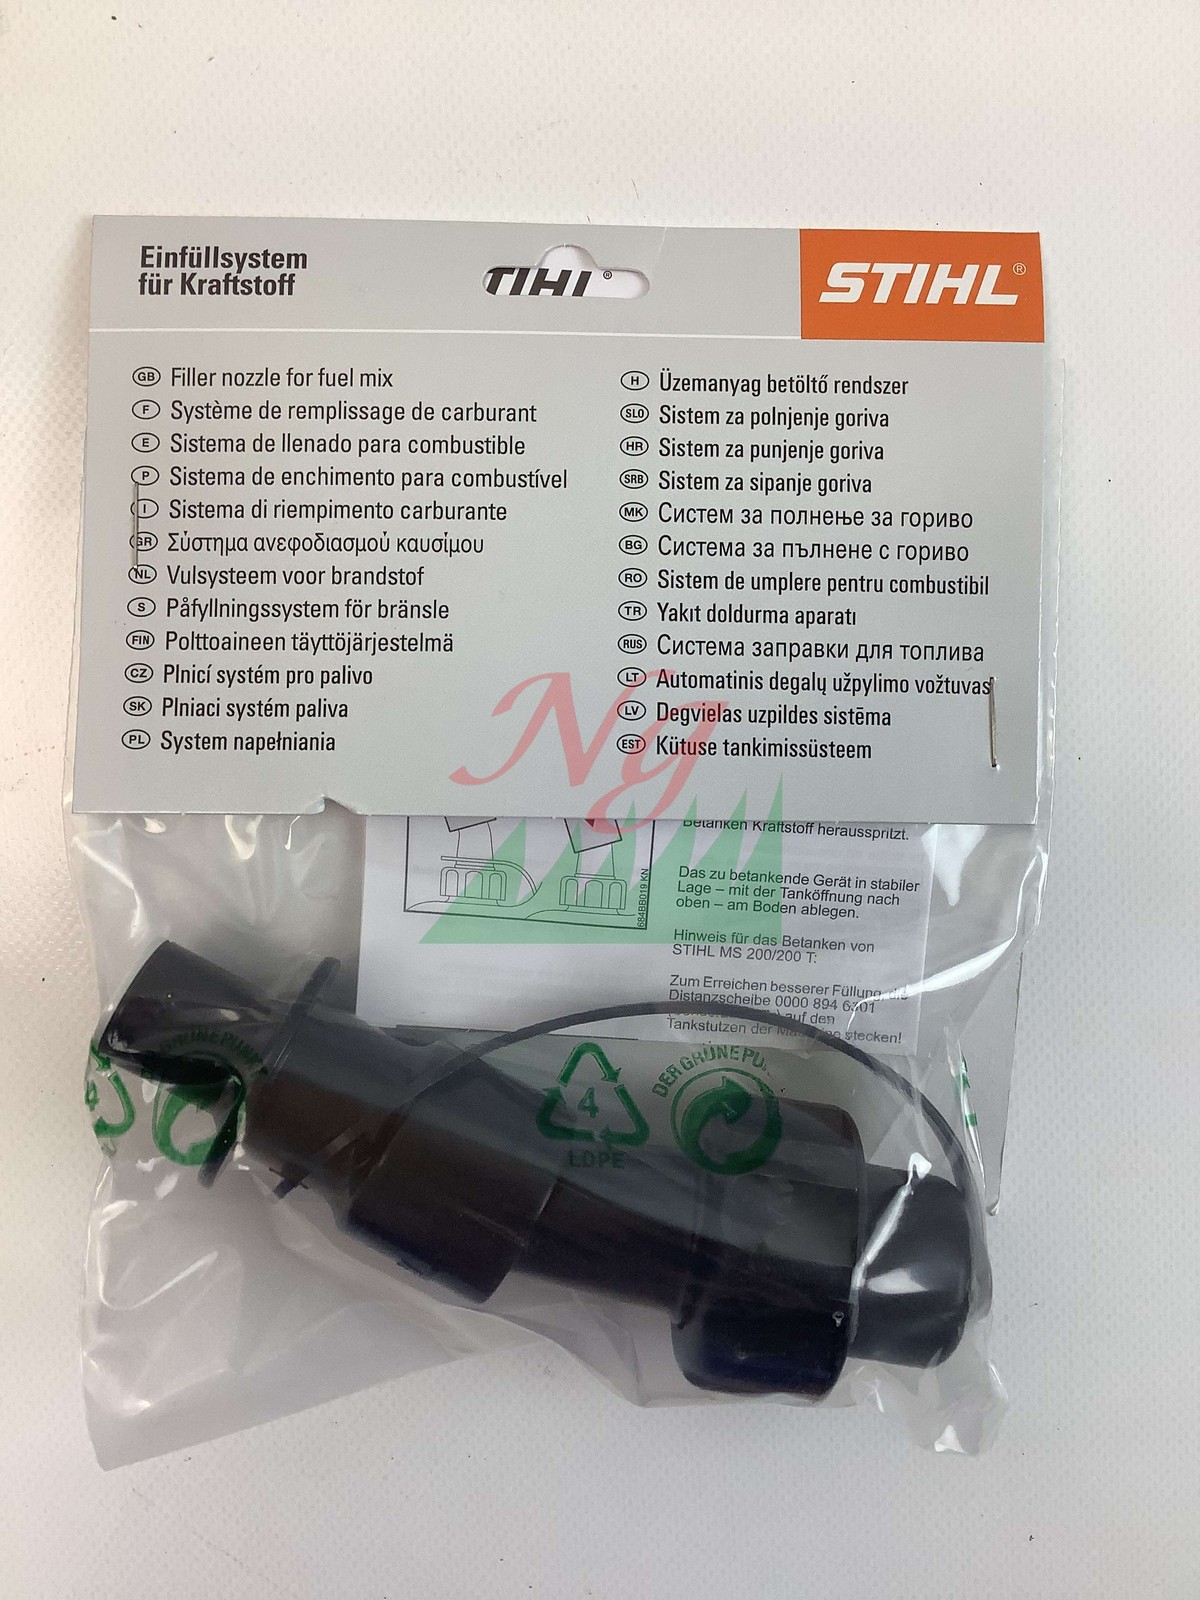 Einfüllsystem
für Kraftstoff
TIHL®
STIHL®
GB Filler nozzle for fuel mix
F Système de remplissage de carburant
E Sistema de llenado para combustible
P Sistema de enchimento para combustível
I Sistema di riempimento carburante
GR Σύστημα ανεφοδιασμού καυσίμου
NL Vulsysteem voor brandstof
S Påfyllningssystem för bränsle
FIN Polttoaineen täyttöjärjestelmä
CZ Plnicí systém pro palivo
SK Plniaci systém paliva
PL System napełniania
H Üzemanyag betöltő rendszer
SLO Sistem za polnjenje goriva
HR Sistem za punjenje goriva
SRB Sistem za sipanje goriva
MK Систем за полнење за гориво
BG Система за пълнене с гориво
RO Sistem de umplere pentru combustibil
TR Yakıt doldurma aparatı
RUS Система заправки для топлива
LT Automatinis degalų užpylimo vožtuvas
LV Degvielas uzpildes sistēma
EST Kütuse tankimissüsteem
Ng
Betanken Kraftstoff herausspritzt.
684BB019 KN
Das zu betankende Gerät in stabiler
Lage – mit der Tanköffnung nach
oben – am Boden ablegen.
Hinweis für das Betanken von
STIHL MS 200/200 T:
Zum Erreichen besserer Füllung die
Distanzscheibe 0000 894 6301
auf den
Tankstutzen der stecken!
4
LDPE
DER GRÜNE
4